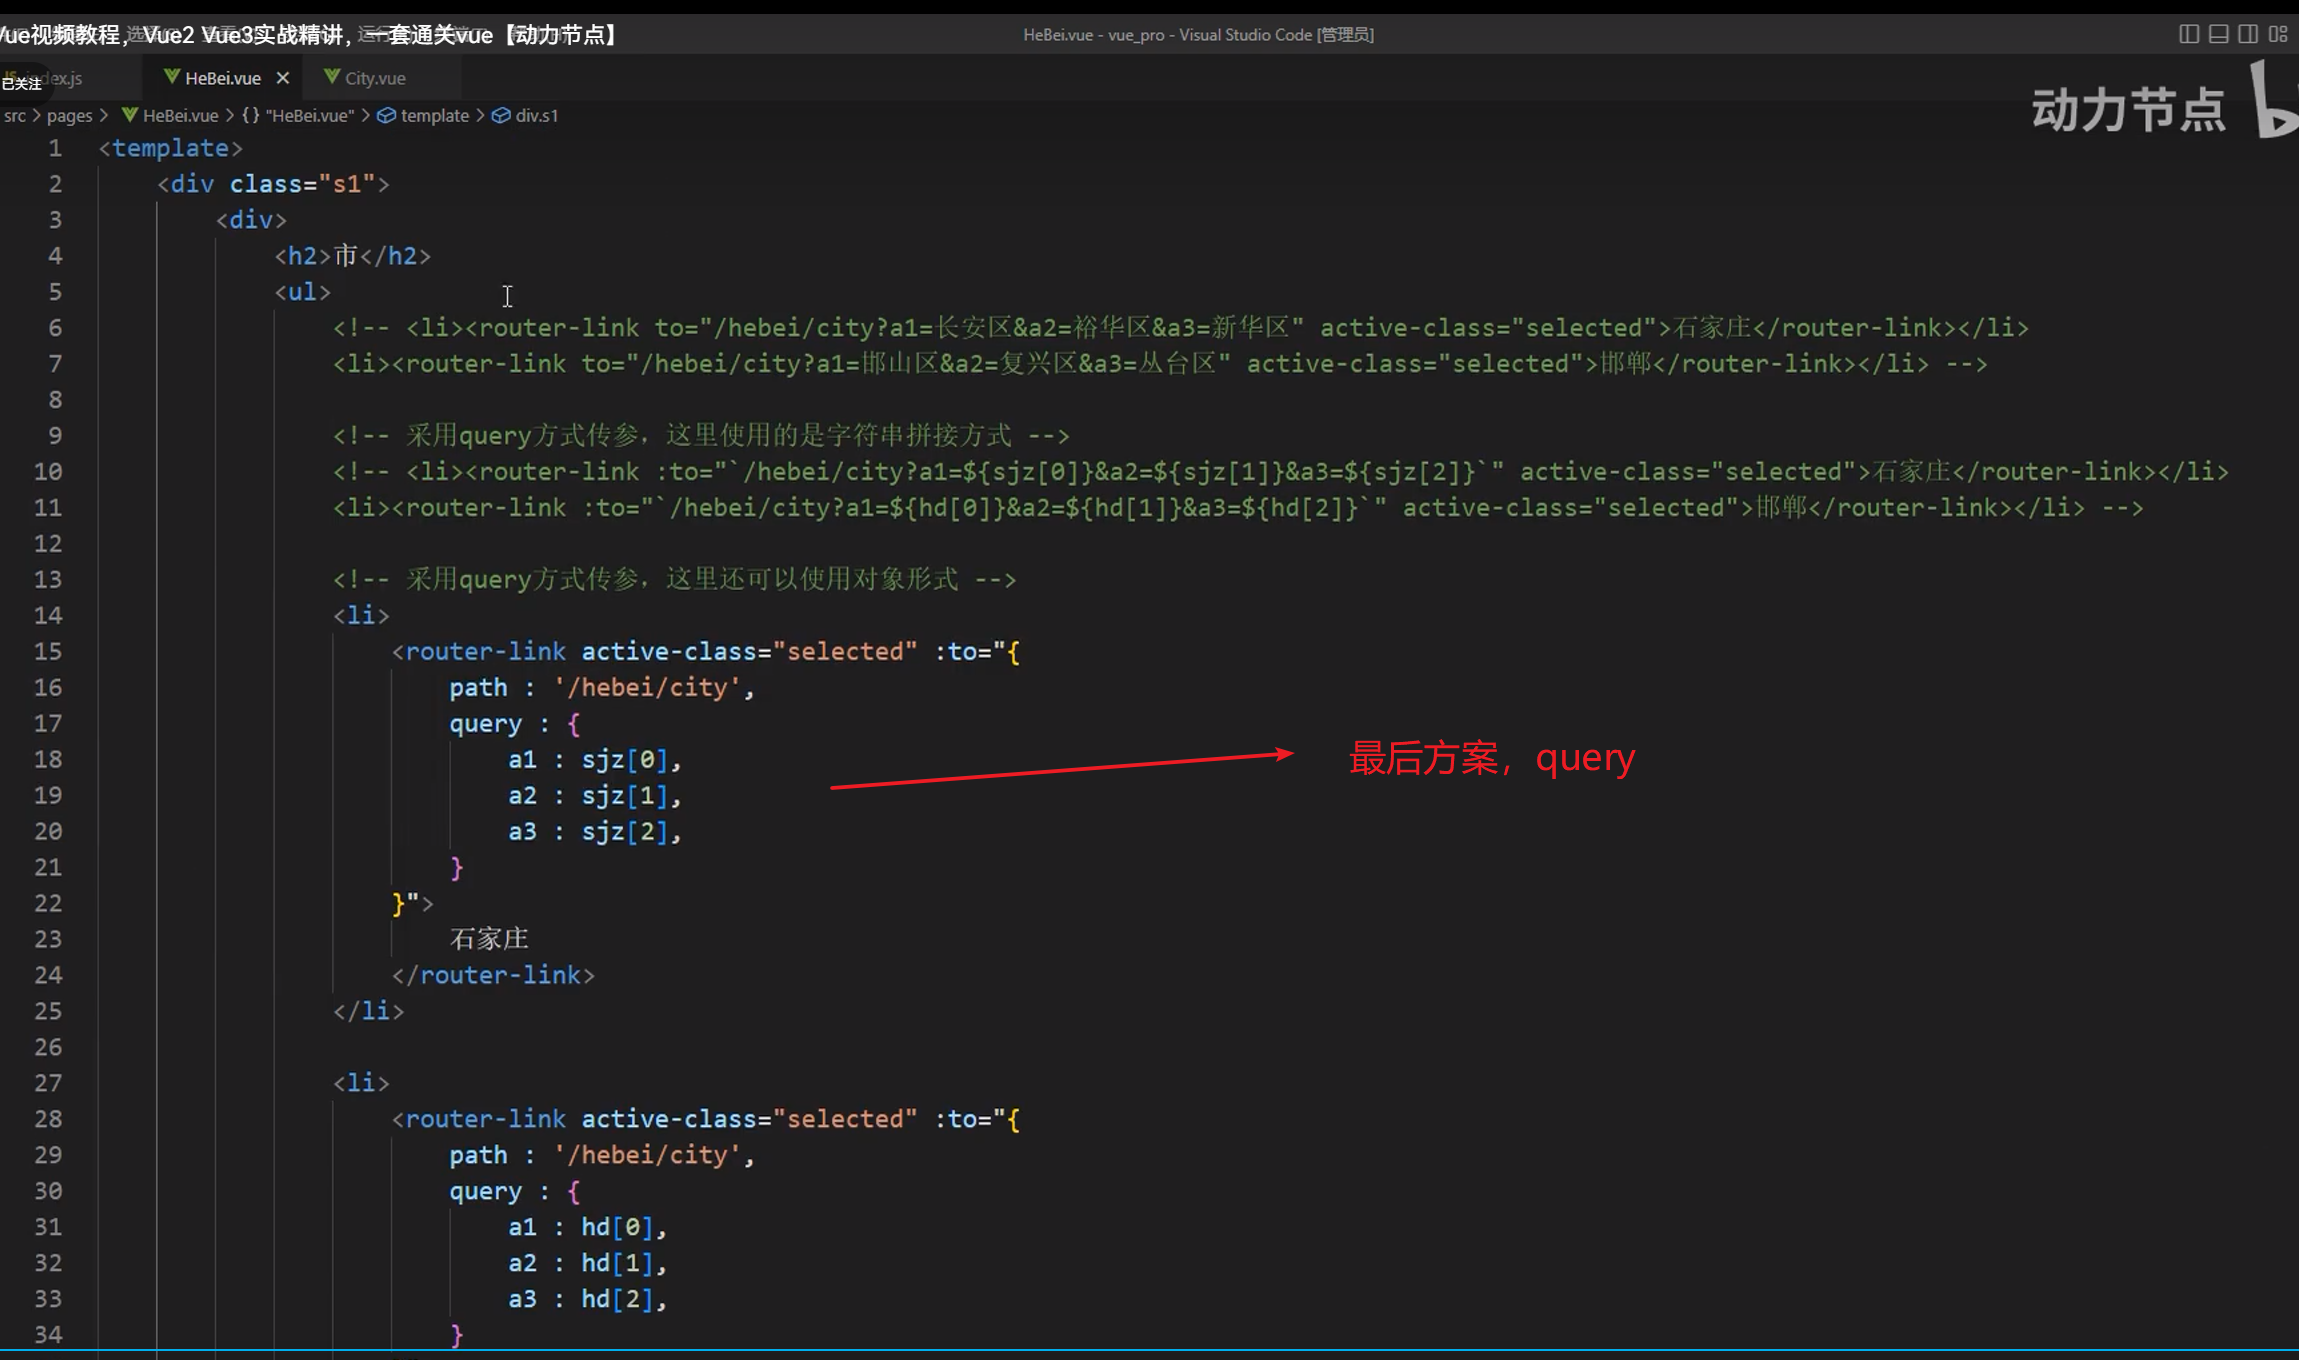 Vue视频教程，Vue2 Vue3实战精讲，一套通关vue【动力节点】
HeBei.vue - vue_pro - Visual Studio Code [管理员]
已关注
index.js
HeBei.vue
City.vue
动力节点
src > pages > HeBei.vue > {} "HeBei.vue" > template > div.s1
1 <template>
2 <div class="s1">
3 <div>
4 <h2>市</h2>
5 <ul>
6 <!-- <li><router-link to="/hebei/city?a1=长安区&a2=裕华区&a3=新华区" active-class="selected">石家庄</router-link></li>
7 <li><router-link to="/hebei/city?a1=邯山区&a2=复兴区&a3=丛台区" active-class="selected">邯郸</router-link></li> -->
8
9 <!-- 采用query方式传参，这里使用的是字符串拼接方式 -->
10 <!-- <li><router-link :to="`/hebei/city?a1=${sjz[0]}&a2=${sjz[1]}&a3=${sjz[2]}`" active-class="selected">石家庄</router-link></li>
11 <li><router-link :to="`/hebei/city?a1=${hd[0]}&a2=${hd[1]}&a3=${hd[2]}`" active-class="selected">邯郸</router-link></li> -->
12
13 <!-- 采用query方式传参，这里还可以使用对象形式 -->
14 <li>
15 <router-link active-class="selected" :to="{
16 path : '/hebei/city',
17 query : {
18 a1 : sjz[0],
最后方案，query
19 a2 : sjz[1],
20 a3 : sjz[2],
21 }
22 }">
23 石家庄
24 </router-link>
25 </li>
26
27 <li>
28 <router-link active-class="selected" :to="{
29 path : '/hebei/city',
30 query : {
31 a1 : hd[0],
32 a2 : hd[1],
33 a3 : hd[2],
34 }